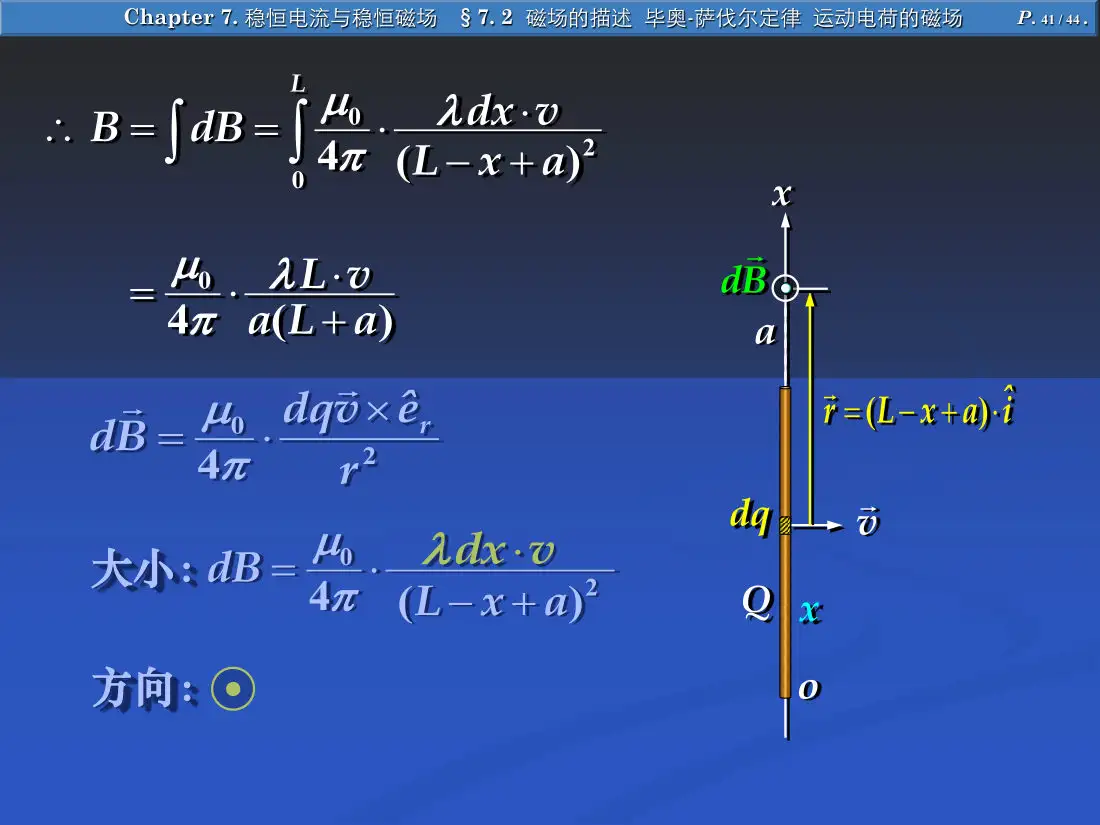 Chapter 7. 稳恒电流与稳恒磁场 § 7. 2 磁场的描述 毕奥-萨伐尔定律 运动电荷的磁场 P. 41 / 44 .
∴ B = ∫ dB = ∫₀ᴸ μ₀/4π · λdx·v/(L − x + a)²
= μ₀/4π · λL·v/a(L + a)
dB⃗ = μ₀/4π · dqv⃗ × ê_r/r²
大小: dB = μ₀/4π · λdx·v/(L − x + a)²
方向: ⊙
x
dB⃗
a
r⃗ = (L − x + a)·î
dq
v⃗
Q
x
o